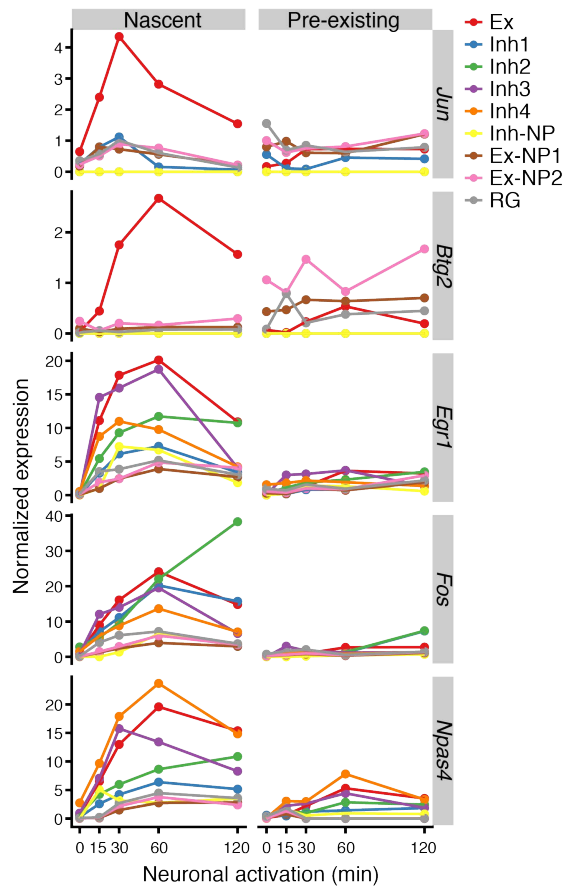 Nascent
Pre-existing
Ex
Inh1
Inh2
Inh3
Inh4
Inh-NP
Ex-NP1
Ex-NP2
RG
4
3
2
1
0
Jun
2
1
0
Btg2
20
15
10
5
0
Egr1
40
30
20
10
0
Fos
20
15
10
5
0
Npas4
Normalized expression
0 15 30 60 120
0 15 30 60 120
Neuronal activation (min)